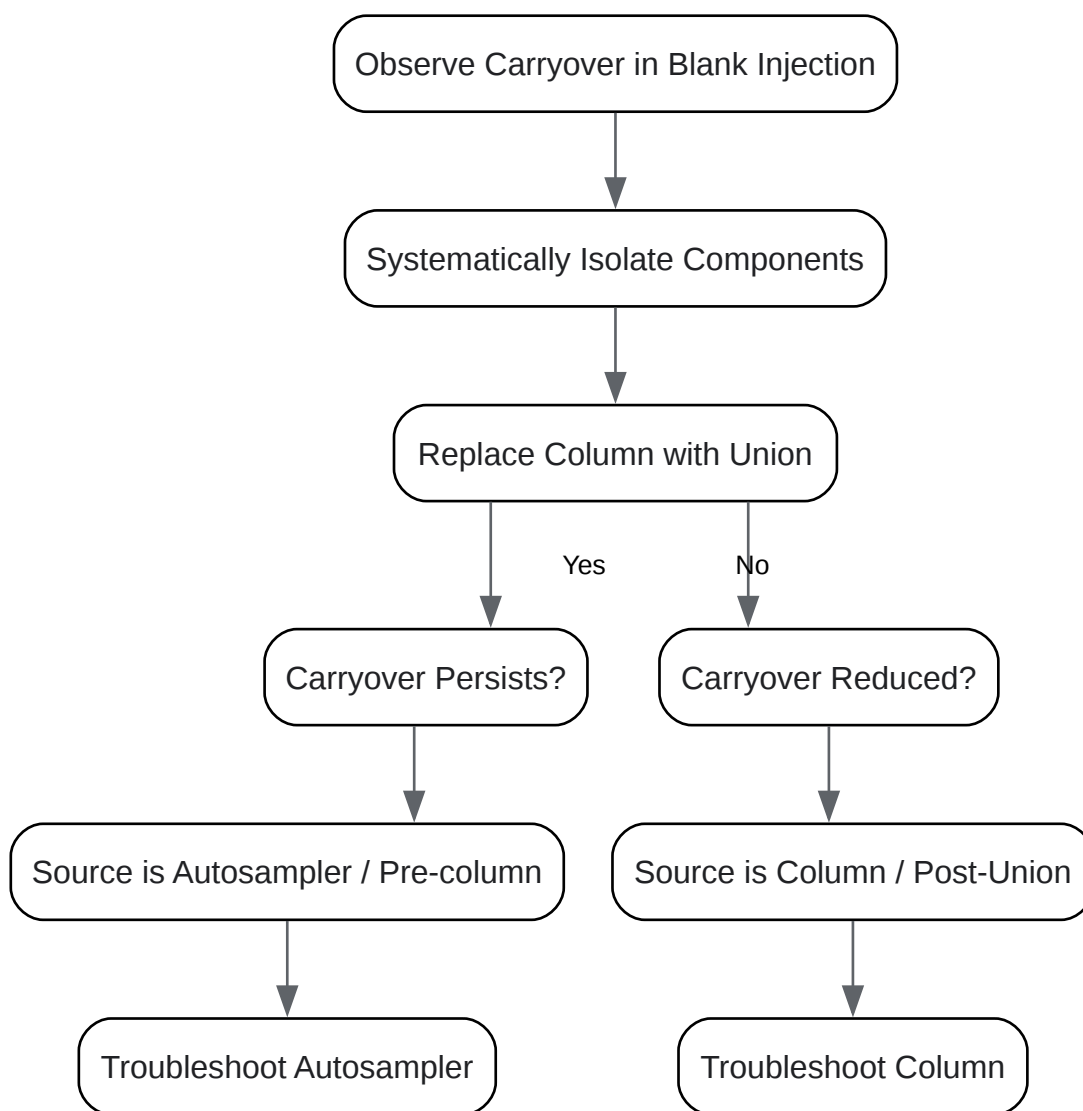 Observe Carryover in Blank Injection
Systematically Isolate Components
Replace Column with Union
Yes
No
Carryover Persists?
Carryover Reduced?
Source is Autosampler / Pre-column
Source is Column / Post-Union
Troubleshoot Autosampler
Troubleshoot Column